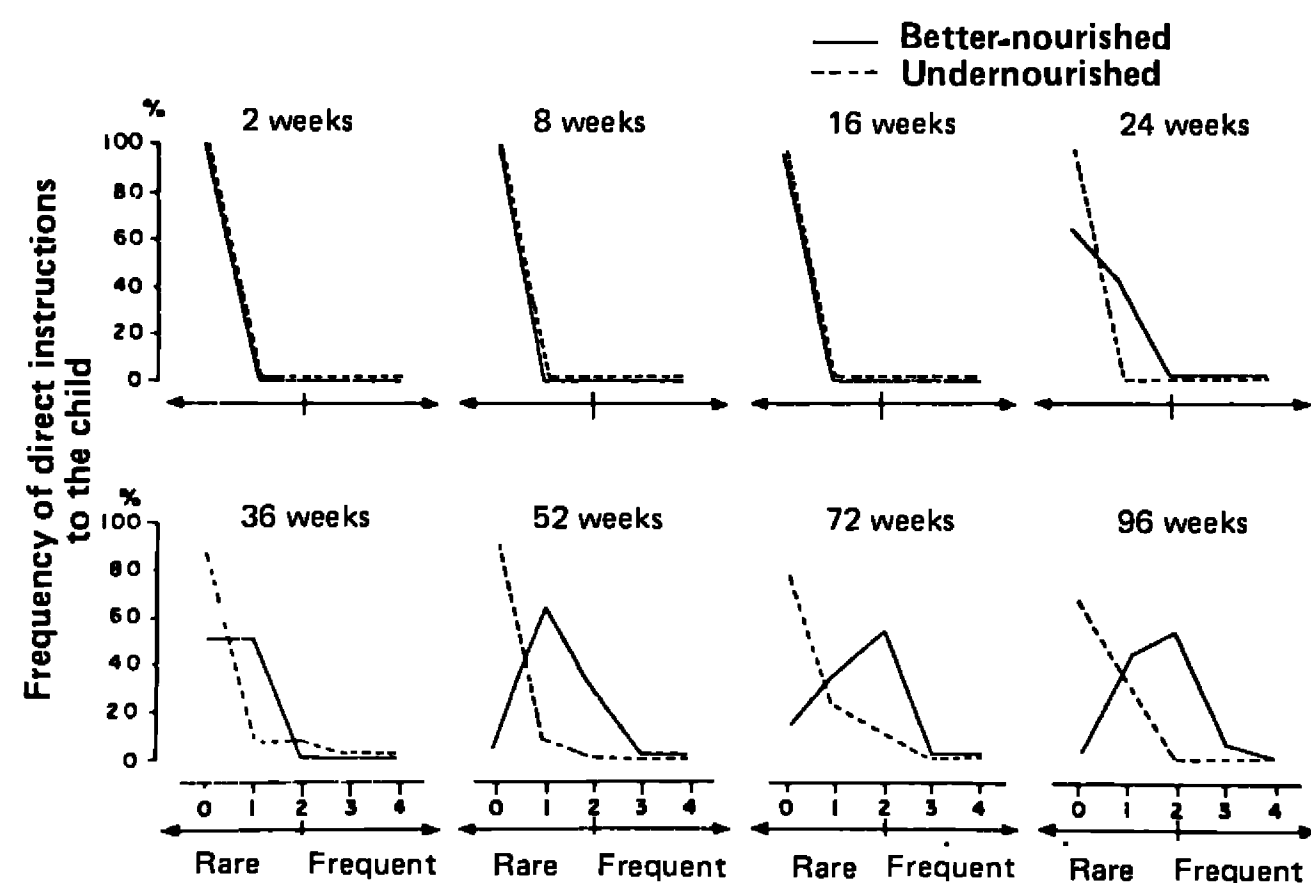 Better-nourished
Undernourished
%
2 weeks
8 weeks
16 weeks
24 weeks
100
80
60
40
20
0
Frequency of direct instructions
to the child
%
36 weeks
52 weeks
72 weeks
96 weeks
100
80
60
40
20
0
0 1 2 3 4
0 1 2 3 4
0 1 2 3 4
0 1 2 3 4
Rare Frequent
Rare Frequent
Rare Frequent
Rare Frequent